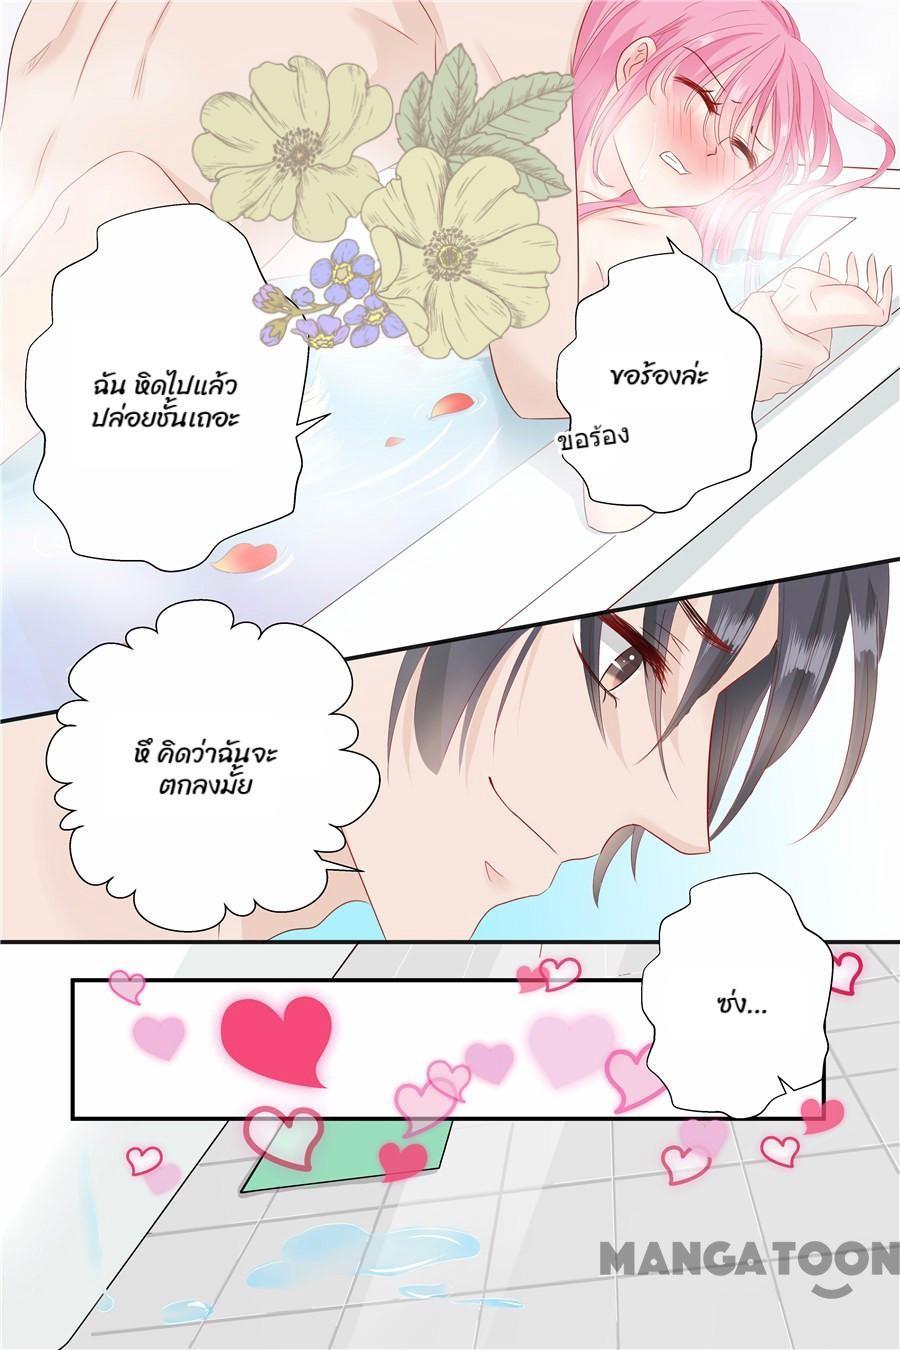 ฉัน หิดไปแล้ว
ปล่อยชั้นเถอะ
ขอร้องล่ะ
ขอร้อง
หึ คิดว่าฉันจะ
ตกลงมั้ย
ซ่ง...
MANGATOON